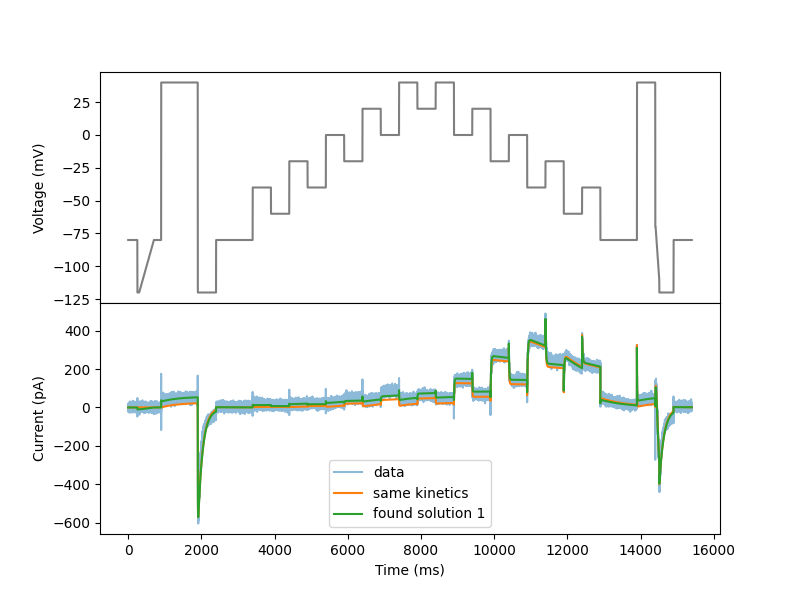 25
0
−25
−50
−75
−100
−125
Voltage (mV)
400
200
0
−200
−400
−600
Current (pA)
data
same kinetics
found solution 1
0 2000 4000 6000 8000 10000 12000 14000 16000
Time (ms)